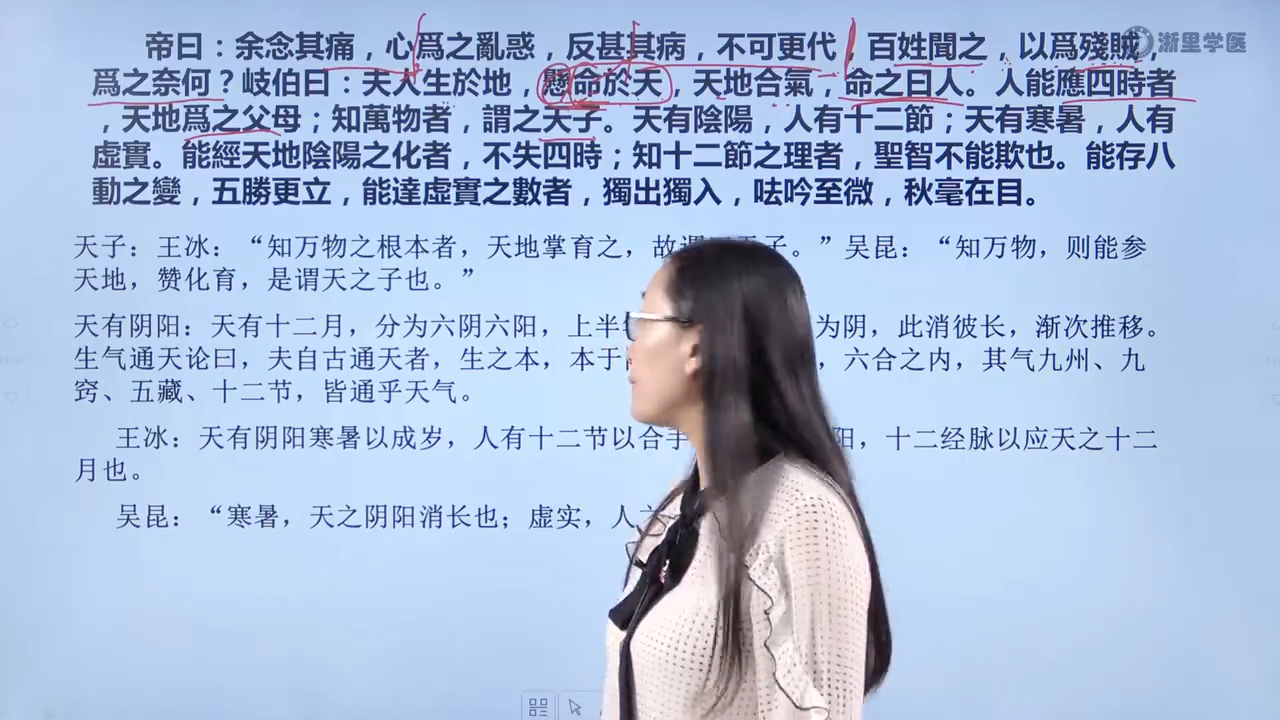 帝曰：余念其痛，心爲之亂惑，反甚其病，不可更代，百姓聞之，以爲殘賊，
爲之奈何？岐伯曰：夫人生於地，懸命於天，天地合氣，命之曰人。人能應四時者
，天地爲之父母；知萬物者，謂之天子。天有陰陽，人有十二節；天有寒暑，人有
虛實。能經天地陰陽之化者，不失四時；知十二節之理者，聖智不能欺也。能存八
動之變，五勝更立，能達虛實之數者，獨出獨入，呿吟至微，秋毫在目。
天子：王冰：“知万物之根本者，天地掌育之，故谓 子。”吴昆：“知万物，则能参
天地，赞化育，是谓天之子也。”
天有阴阳：天有十二月，分为六阴六阳，上半 为阴，此消彼长，渐次推移。
生气通天论曰，夫自古通天者，生之本，本于 ，六合之内，其气九州、九
窍、五藏、十二节，皆通乎天气。
王冰：天有阴阳寒暑以成岁，人有十二节以合手 阳，十二经脉以应天之十二
月也。
吴昆：“寒暑，天之阴阳消长也；虚实，人
浙里学医